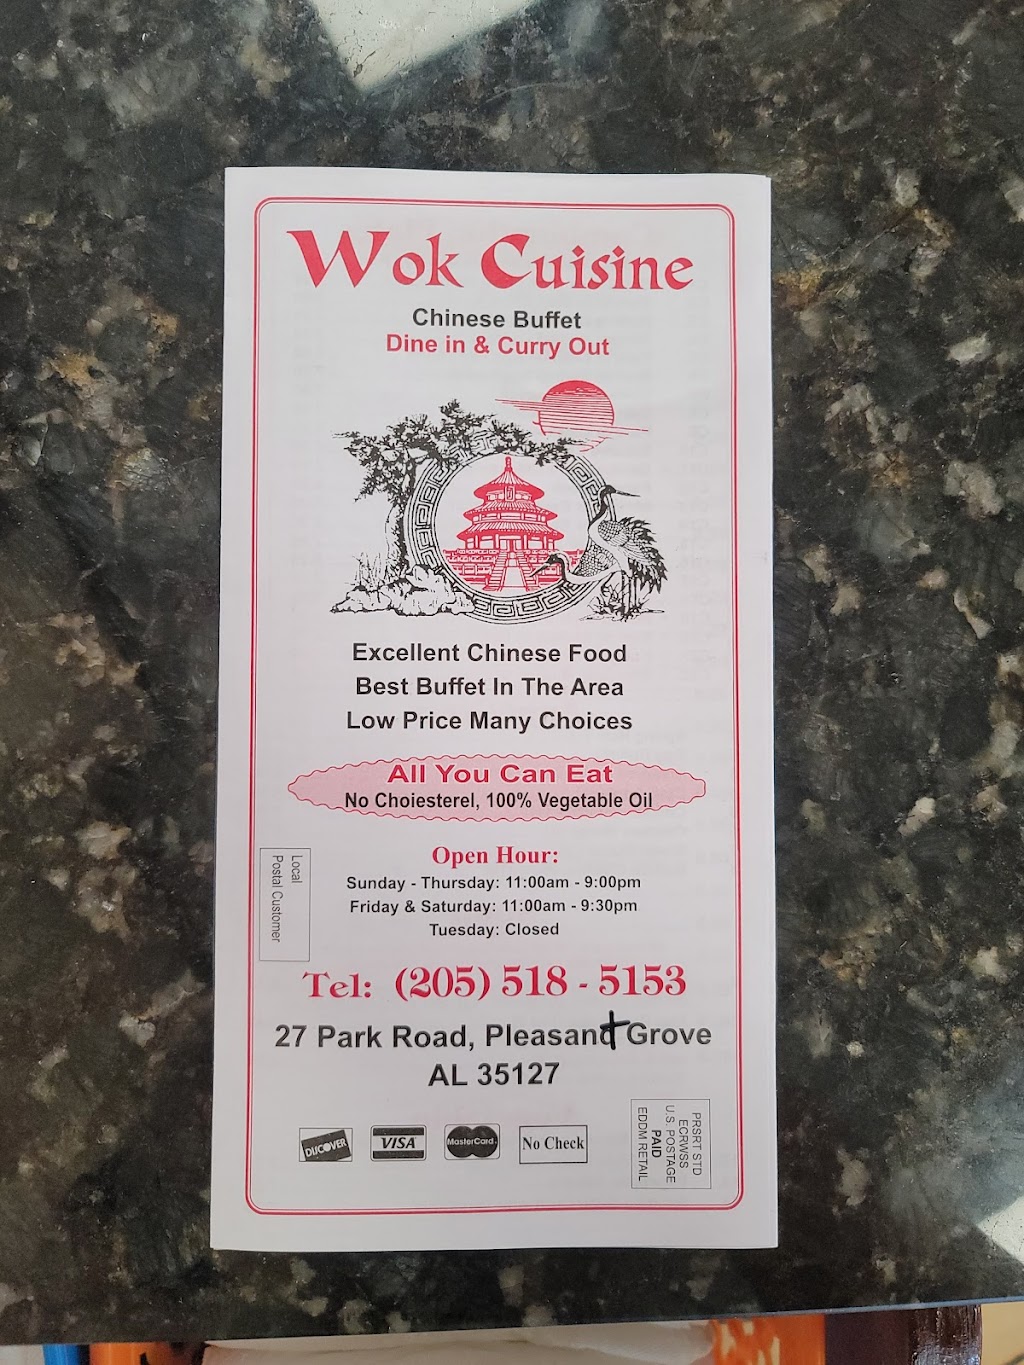 Wok Cuisine
Chinese Buffet
Dine in & Curry Out
Excellent Chinese Food
Best Buffet In The Area
Low Price Many Choices
All You Can Eat
No Choiesterel, 100% Vegetable Oil
Open Hour:
Sunday - Thursday: 11:00am - 9:00pm
Friday & Saturday: 11:00am - 9:30pm
Tuesday: Closed
Local
Postal Customer
Tel: (205) 518 - 5153
27 Park Road, Pleasant Grove
AL 35127
DISCOVER
VISA
MasterCard
No Check
PRSRT STD
ECRWSS
U.S. POSTAGE
PAID
EDDM RETAIL